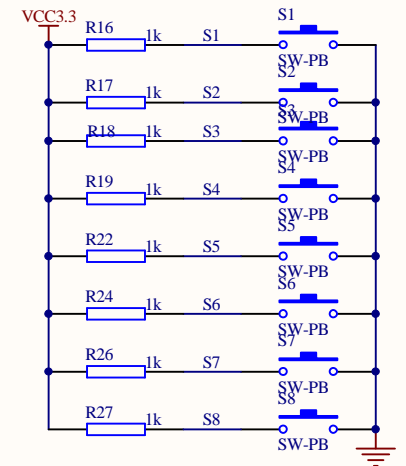 VCC3.3
R16 1k S1 S1
SW-PB
R17 1k S2 S2
SW-PB
R18 1k S3 S3
SW-PB
R19 1k S4 S4
SW-PB
R22 1k S5 S5
SW-PB
R24 1k S6 S6
SW-PB
R26 1k S7 S7
SW-PB
R27 1k S8 S8
SW-PB